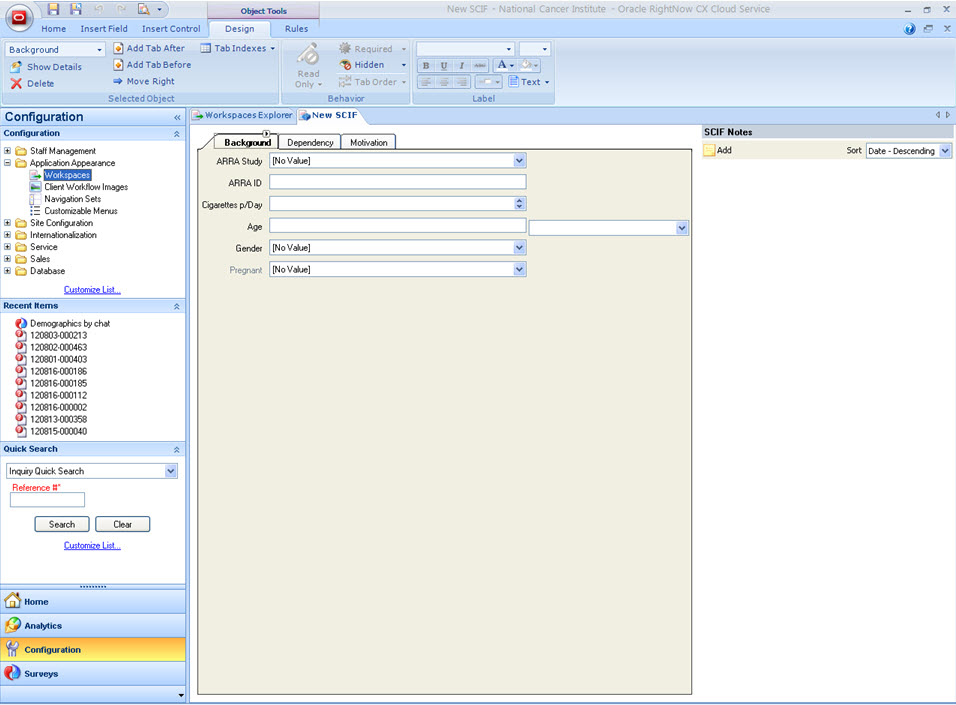 Object Tools
New SCIF - National Cancer Institute - Oracle RightNow CX Cloud Service
Home Insert Field Insert Control Design Rules
Background Add Tab After Tab Indexes Required
Show Details Add Tab Before Read Hidden B U I abc A
Delete Move Right Only Tab Order Text
Selected Object Behavior Label
Configuration «
Workspaces Explorer New SCIF
Configuration
Staff Management
Application Appearance
Workspaces
Client Workflow Images
Navigation Sets
Customizable Menus
Site Configuration
Internationalization
Service
Sales
Database
Customize List...
Recent Items
Demographics by chat
120803-000213
120802-000463
120801-000403
120816-000186
120816-000185
120816-000112
120816-000002
120813-000358
120815-000040
Quick Search
Inquiry Quick Search
Reference #*
Search Clear
Customize List...
Home
Analytics
Configuration
Surveys
Background Dependency Motivation
ARRA Study [No Value]
ARRA ID
Cigarettes p/Day
Age
Gender [No Value]
Pregnant [No Value]
SCIF Notes
Add Sort Date - Descending